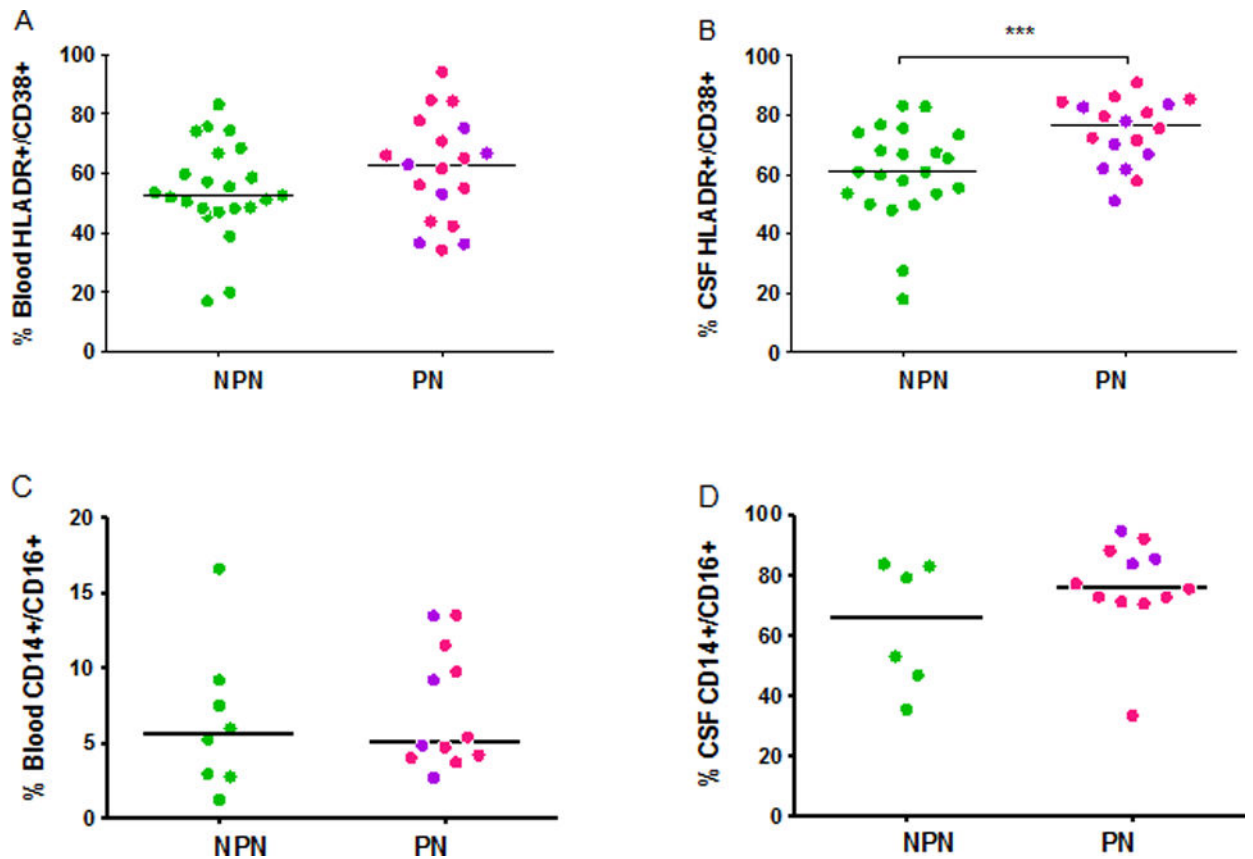 A
% Blood HLADR+/CD38+
100
80
60
40
20
0
NPN PN
B
***
% CSF HLADR+/CD38+
100
80
60
40
20
0
NPN PN
C
% Blood CD14+/CD16+
20
15
10
5
0
NPN PN
D
% CSF CD14+/CD16+
100
80
60
40
20
0
NPN PN